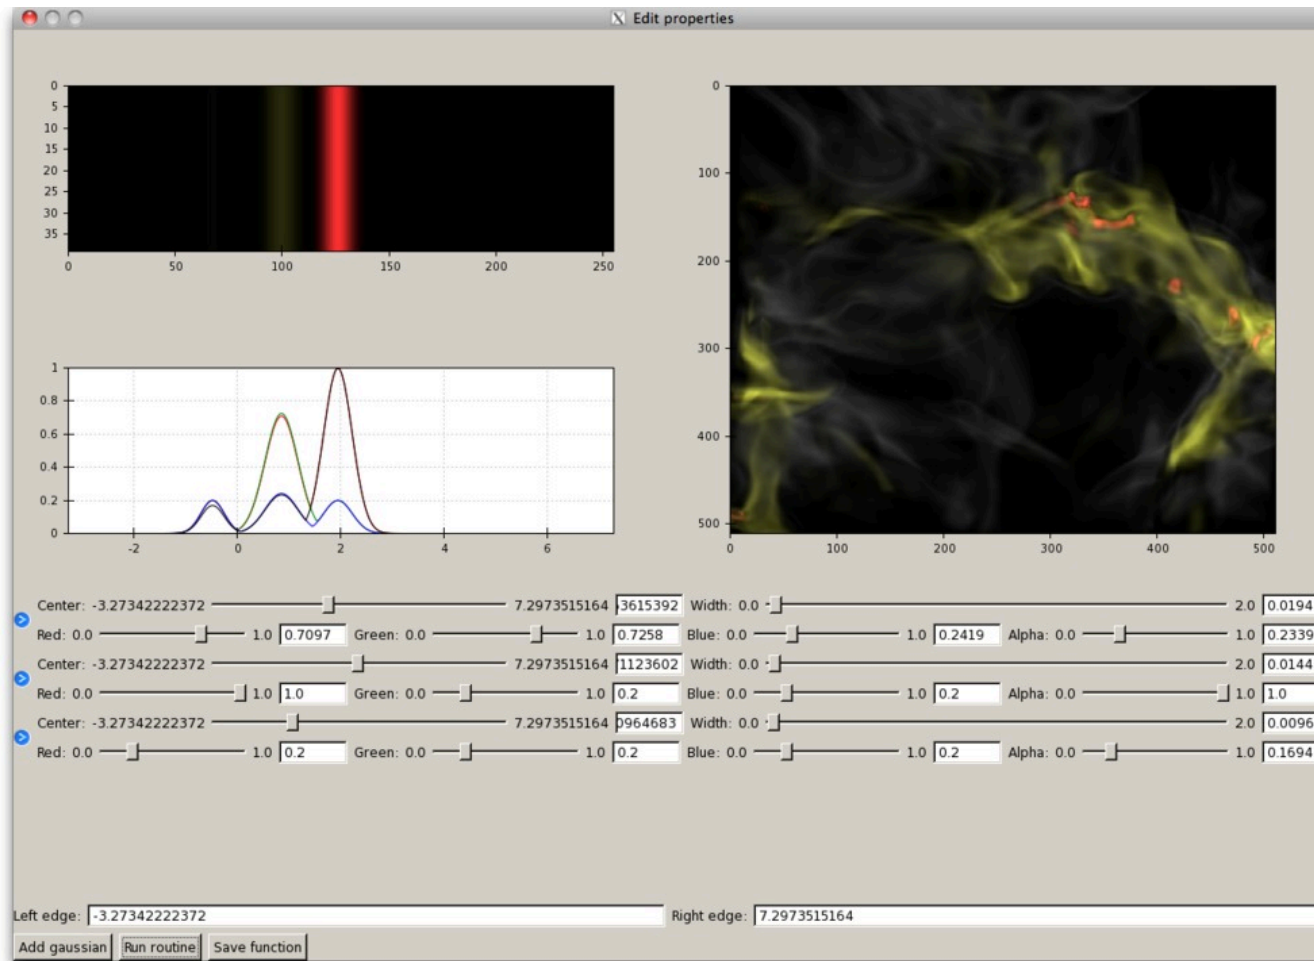 Edit properties
0
5
10
15
20
25
30
35
0 50 100 150 200 250
0
100
200
300
400
500
0 100 200 300 400 500
1
0.8
0.6
0.4
0.2
0
-2 0 2 4 6
Center: -3.27342222372 7.2973515164 3615392 Width: 0.0 2.0 0.0194
Red: 0.0 1.0 0.7097 Green: 0.0 1.0 0.7258 Blue: 0.0 1.0 0.2419 Alpha: 0.0 1.0 0.2339
Center: -3.27342222372 7.2973515164 1123602 Width: 0.0 2.0 0.0144
Red: 0.0 1.0 1.0 Green: 0.0 1.0 0.2 Blue: 0.0 1.0 0.2 Alpha: 0.0 1.0 1.0
Center: -3.27342222372 7.2973515164 0964683 Width: 0.0 2.0 0.0096
Red: 0.0 1.0 0.2 Green: 0.0 1.0 0.2 Blue: 0.0 1.0 0.2 Alpha: 0.0 1.0 0.1694
Left edge: -3.27342222372 Right edge: 7.2973515164
Add gaussian Run routine Save function